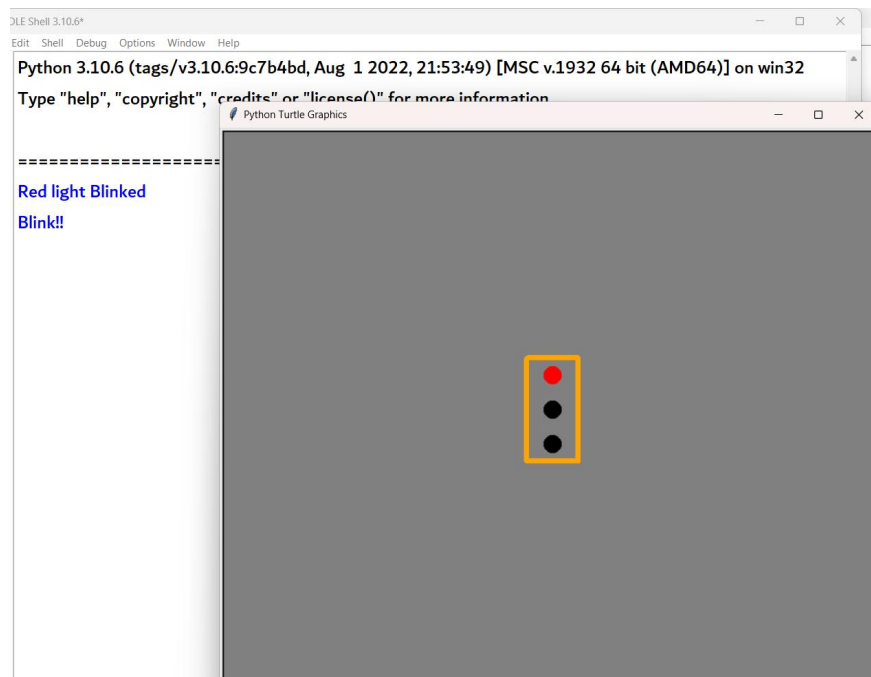 DLE Shell 3.10.6*
Edit Shell Debug Options Window Help
Python 3.10.6 (tags/v3.10.6:9c7b4bd, Aug 1 2022, 21:53:49) [MSC v.1932 64 bit (AMD64)] on win32
Type "help", "copyright", "credits" or "license()" for more information
Python Turtle Graphics
====================
Red light Blinked
Blink!!